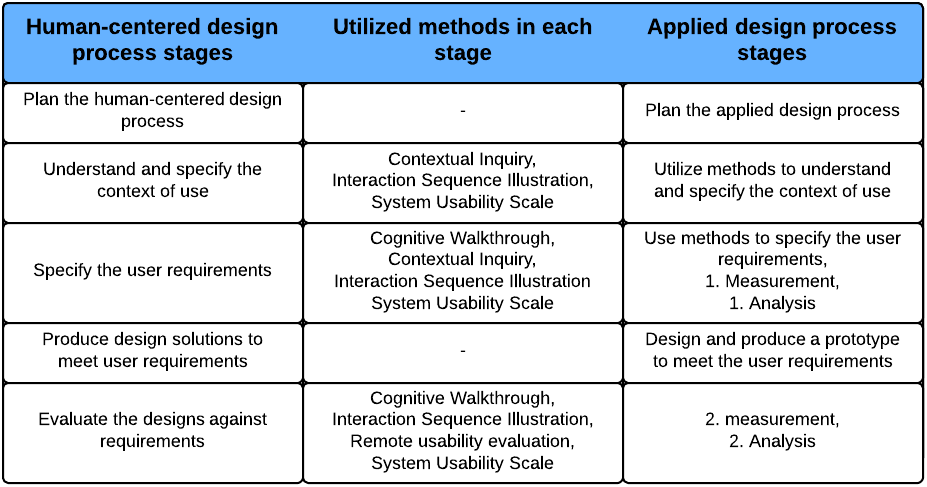 Human-centered design
process stages
Utilized methods in each
stage
Applied design process
stages
Plan the human-centered design
process
-
Plan the applied design process
Understand and specify the
context of use
Contextual Inquiry,
Interaction Sequence Illustration,
System Usability Scale
Utilize methods to understand
and specify the context of use
Specify the user requirements
Cognitive Walkthrough,
Contextual Inquiry,
Interaction Sequence Illustration
System Usability Scale
Use methods to specify the user
requirements,
1. Measurement,
1. Analysis
Produce design solutions to
meet user requirements
-
Design and produce a prototype
to meet the user requirements
Evaluate the designs against
requirements
Cognitive Walkthrough,
Interaction Sequence Illustration,
Remote usability evaluation,
System Usability Scale
2. measurement,
2. Analysis